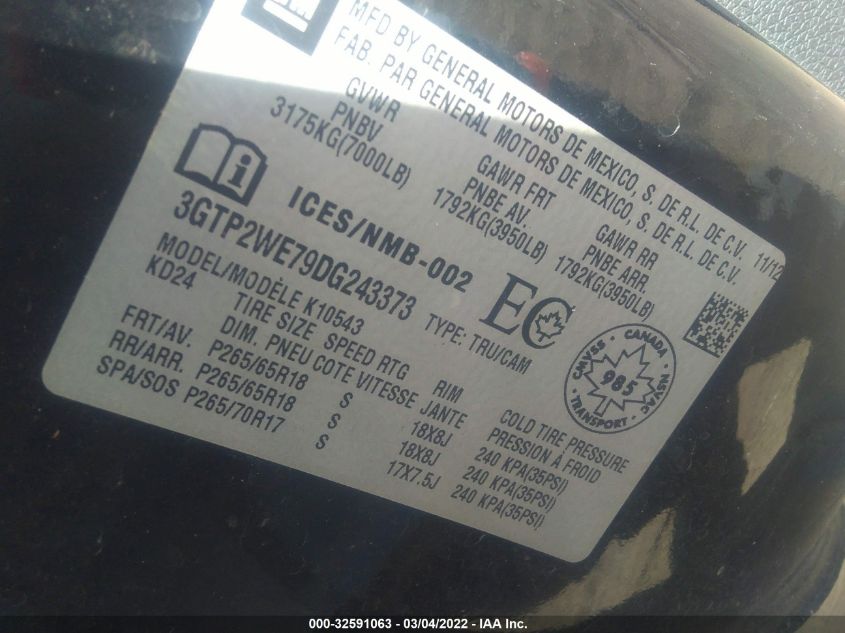 GM
MFD BY GENERAL MOTORS DE MEXICO, S. DE R.L. DE C.V. 11/12
FAB. PAR GENERAL MOTORS DE MEXICO, S. DE R.L. DE C.V.
GVWR GAWR FRT GAWR RR
PNBV PNBE AV. PNBE ARR.
3175KG(7000LB) 1792KG(3950LB) 1792KG(3950LB)
i ICES/NMB-002 EC
3GTP2WE79DG243373 TYPE: TRU/CAM
CANADA
CMVSS
NSVAC
985
TRANSPORT
MODEL/MODÈLE K10543
KD24
TIRE SIZE SPEED RTG RIM COLD TIRE PRESSURE
DIM. PNEU COTE VITESSE JANTE PRESSION À FROID
FRT/AV. P265/65R18 S 18X8J 240 KPA(35PSI)
RR/ARR. P265/65R18 S 18X8J 240 KPA(35PSI)
SPA/SOS P265/70R17 S 17X7.5J 240 KPA(35PSI)
000-32591063 - 03/04/2022 - IAA Inc.